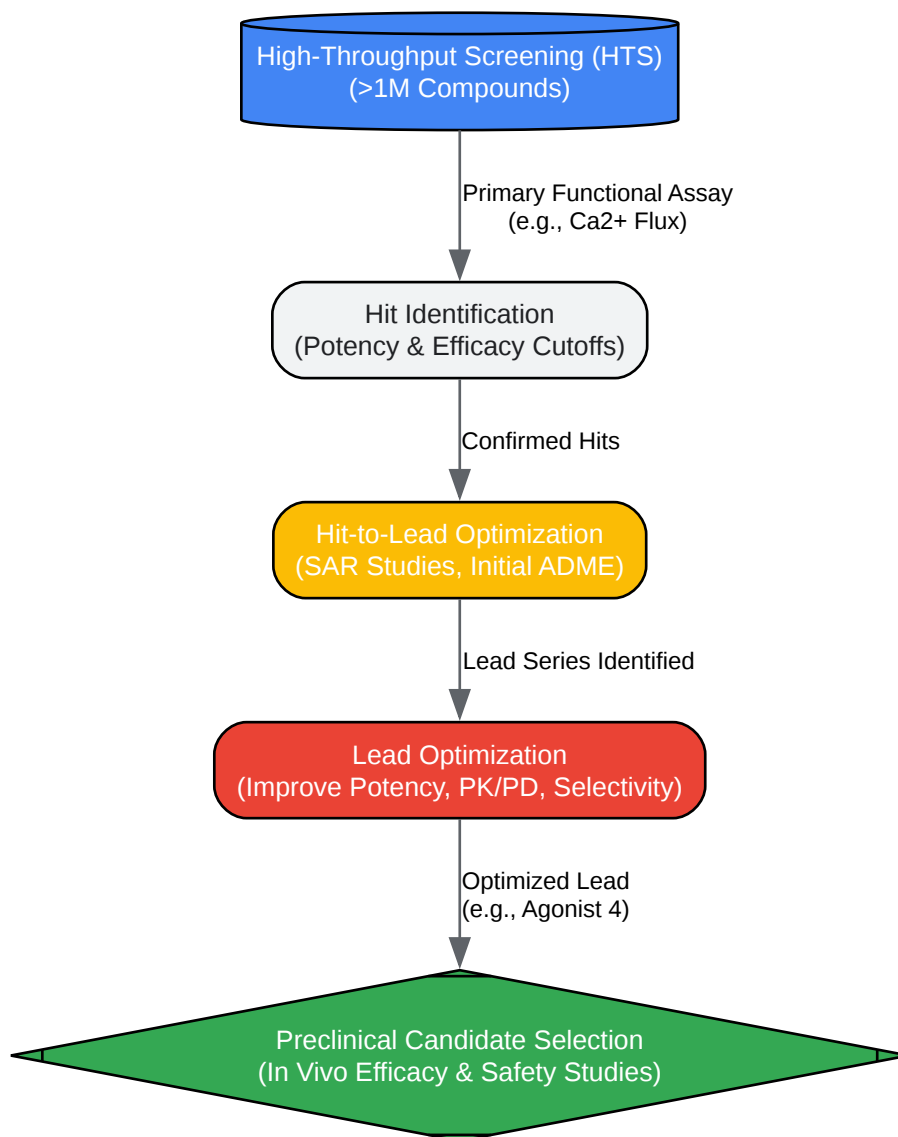 High-Throughput Screening (HTS)
(>1M Compounds)
Primary Functional Assay
(e.g., Ca2+ Flux)
Hit Identification
(Potency & Efficacy Cutoffs)
Confirmed Hits
Hit-to-Lead Optimization
(SAR Studies, Initial ADME)
Lead Series Identified
Lead Optimization
(Improve Potency, PK/PD, Selectivity)
Optimized Lead
(e.g., Agonist 4)
Preclinical Candidate Selection
(In Vivo Efficacy & Safety Studies)